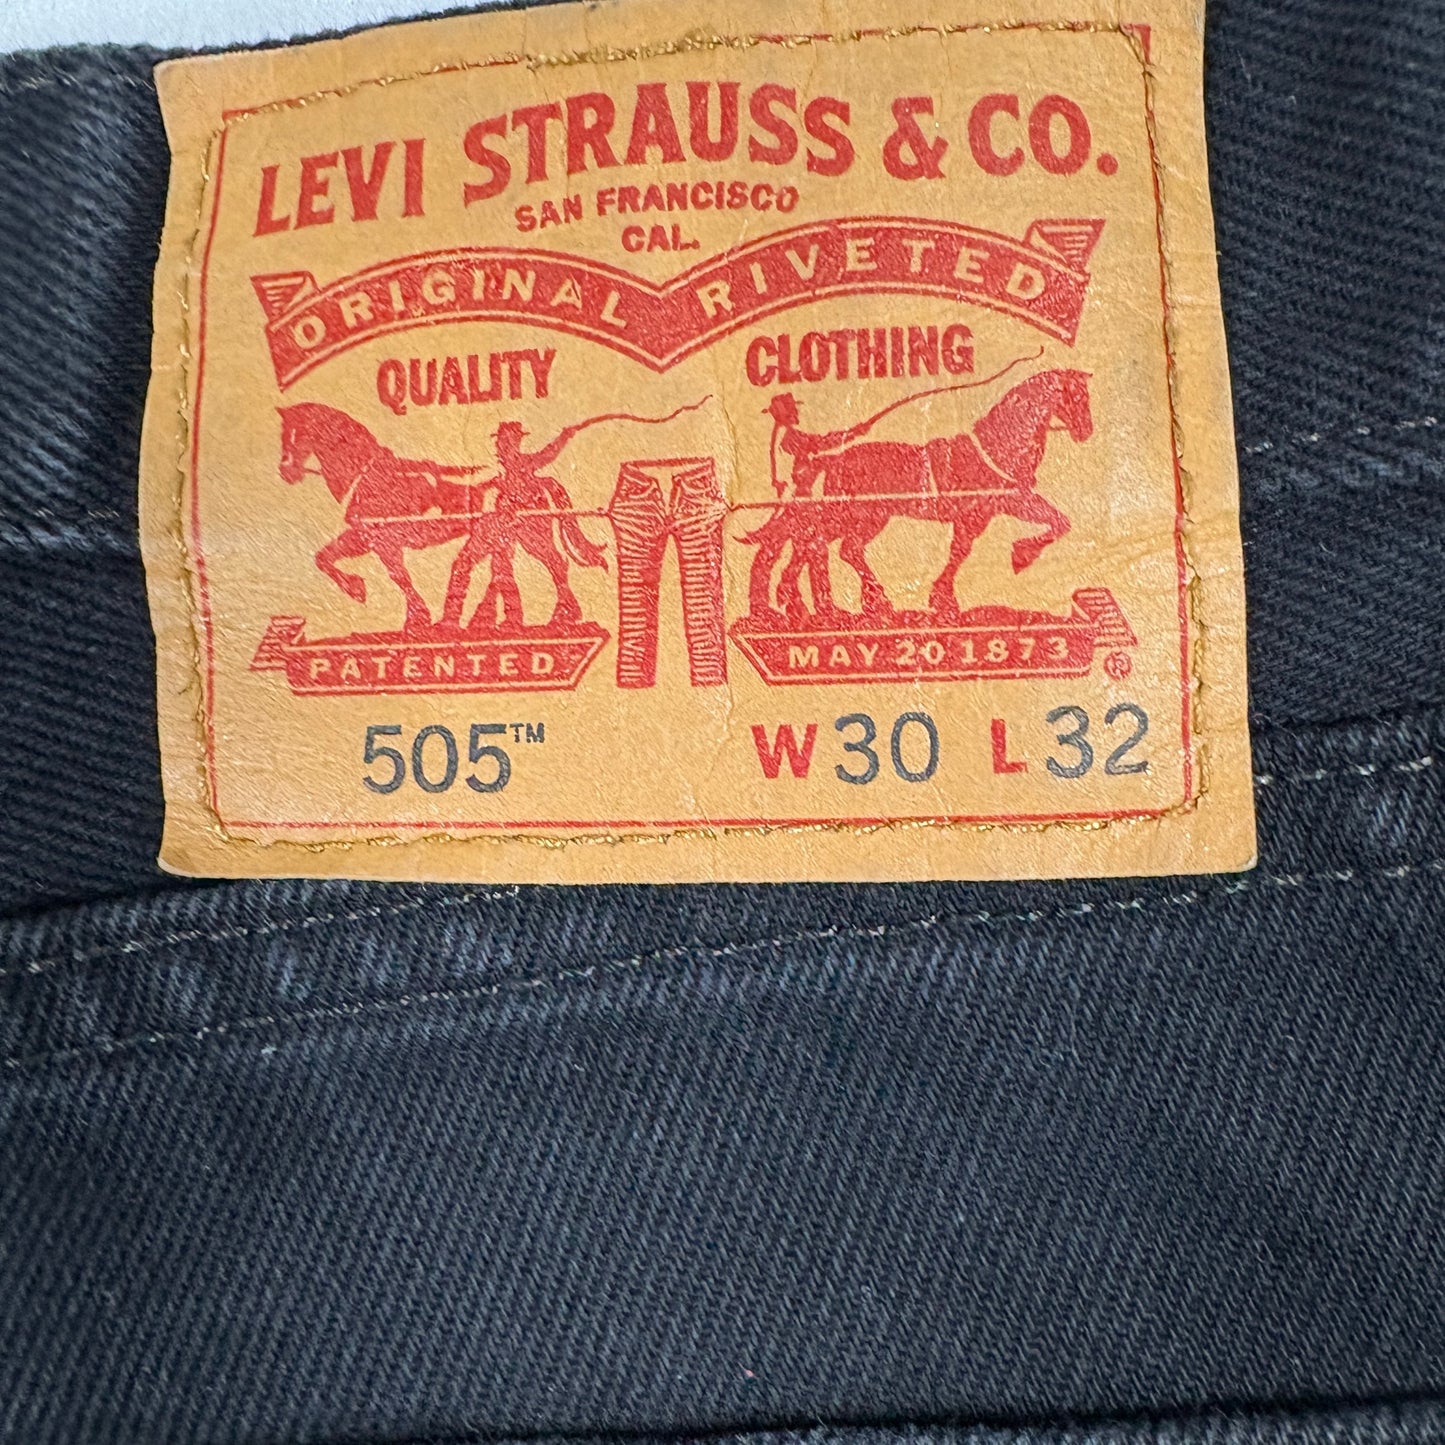 LEVI STRAUSS & CO.
SAN FRANCISCO
CAL.
ORIGINAL RIVETED
QUALITY CLOTHING
PATENTED MAY 20 1873 ®
505™ W30 L32